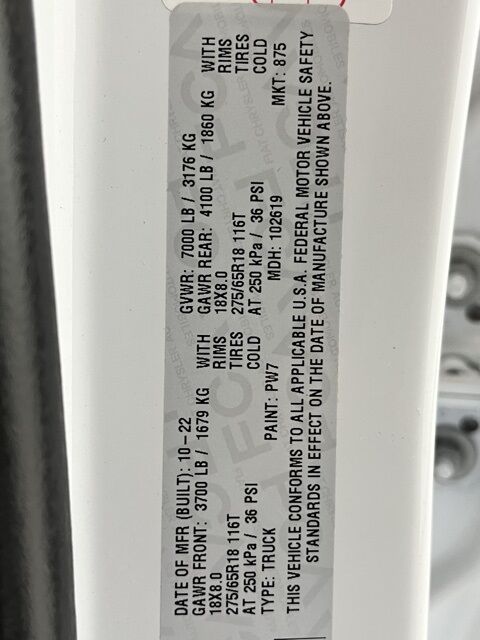 DATE OF MFR (BUILT): 10-22 GVWR: 7000 LB / 3176 KG
GAWR FRONT: 3700 LB / 1679 KG WITH GAWR REAR: 4100 LB / 1860 KG WITH
18X8.0 RIMS 18X8.0 RIMS
275/65R18 116T TIRES 275/65R18 116T TIRES
AT 250 kPa / 36 PSI COLD AT 250 kPa / 36 PSI COLD
TYPE: TRUCK PAINT: PW7 MDH: 102619 MKT: 875
THIS VEHICLE CONFORMS TO ALL APPLICABLE U.S.A. FEDERAL MOTOR VEHICLE SAFETY
STANDARDS IN EFFECT ON THE DATE OF MANUFACTURE SHOWN ABOVE.